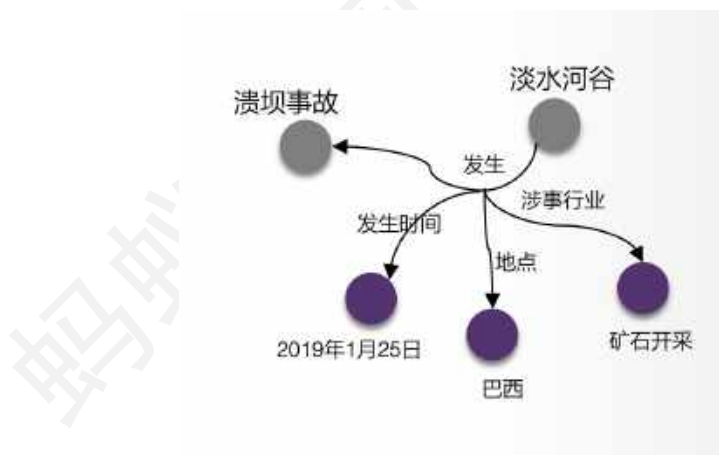 淡水河谷
溃坝事故
发生
涉事行业
发生时间
地点
矿石开采
2019年1月25日
巴西